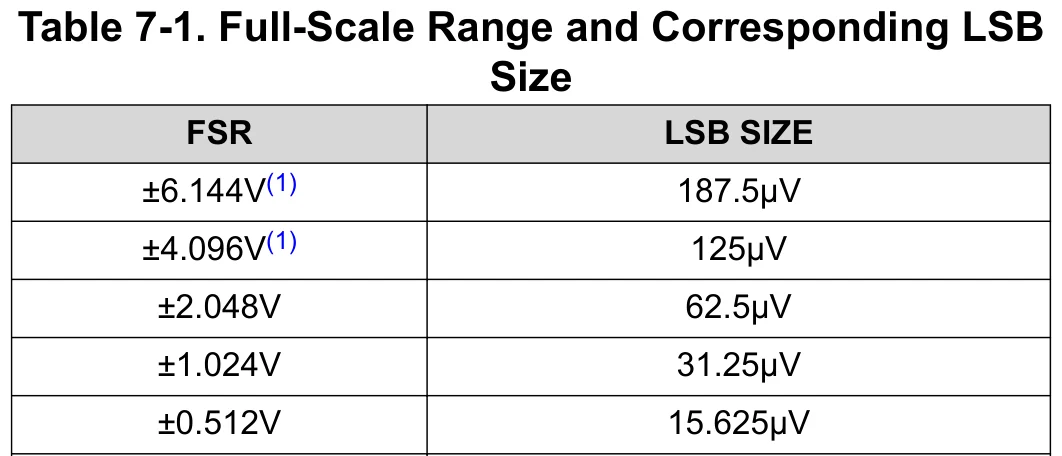 Table 7-1. Full-Scale Range and Corresponding LSB
Size
FSR LSB SIZE
±6.144V(1) 187.5µV
±4.096V(1) 125µV
±2.048V 62.5µV
±1.024V 31.25µV
±0.512V 15.625µV